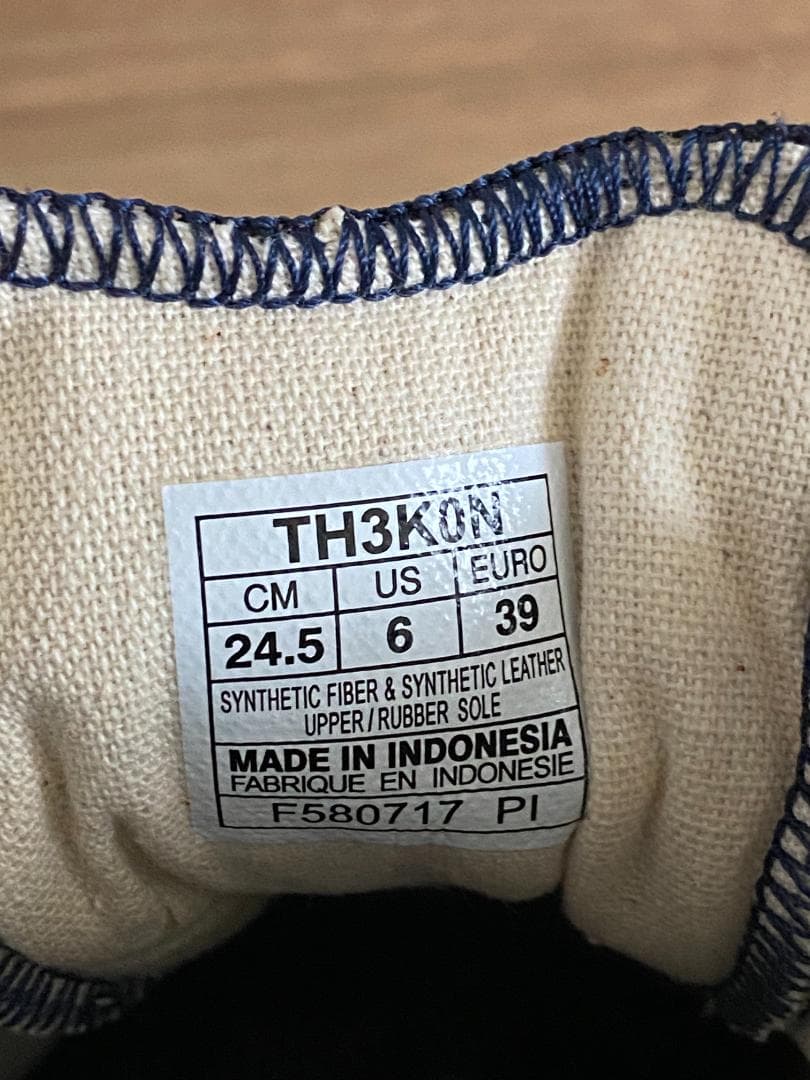 TH3K0N
CM US EURO
24.5 6 39
SYNTHETIC FIBER & SYNTHETIC LEATHER
UPPER / RUBBER SOLE
MADE IN INDONESIA
FABRIQUE EN INDONESIE
F580717 PI